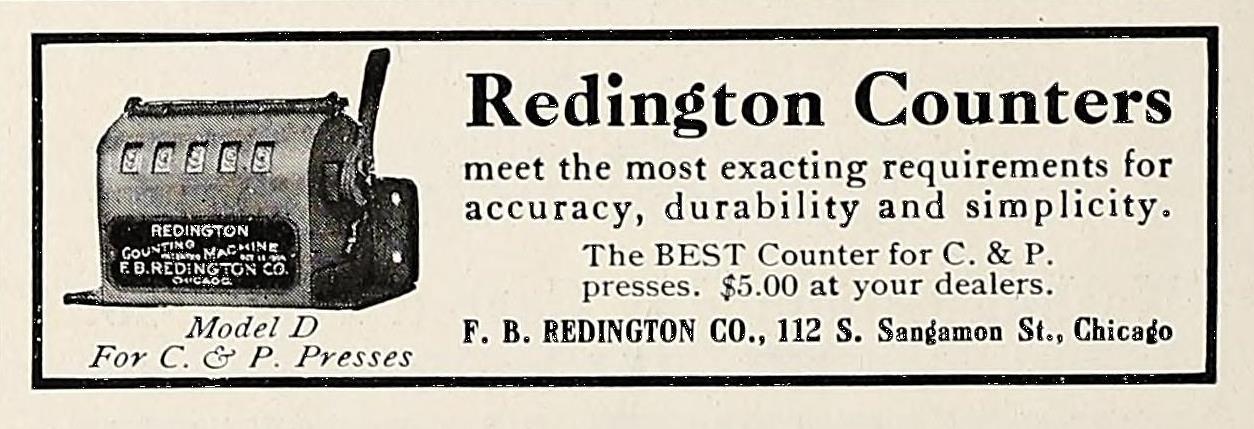 Redington Counters
meet the most exacting requirements for
accuracy, durability and simplicity.
The BEST Counter for C. & P.
presses. $5.00 at your dealers.
F. B. REDINGTON CO., 112 S. Sangamon St., Chicago
REDINGTON
COUNTING MACHINE
F.B.REDINGTON CO.
CHICAGO.
Model D
For C. & P. Presses